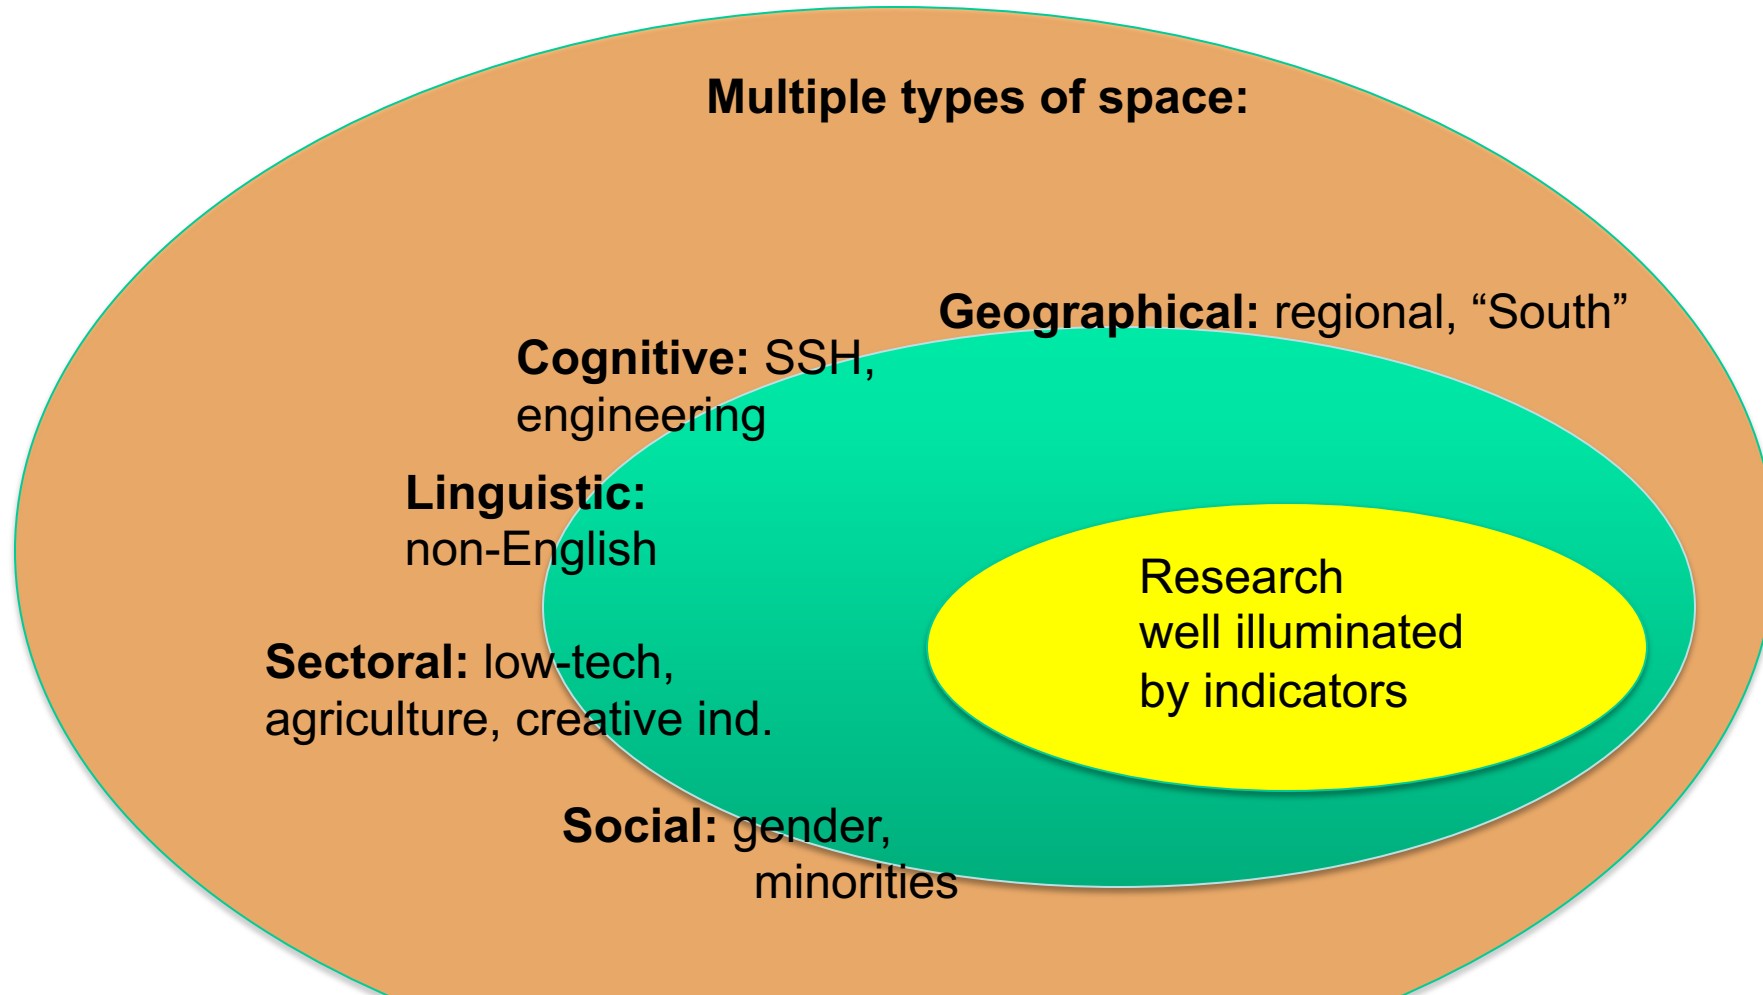 Multiple types of space:
Geographical: regional, “South”
Cognitive: SSH,
engineering
Linguistic:
non-English
Research
well illuminated
by indicators
Sectoral: low-tech,
agriculture, creative ind.
Social: gender,
minorities